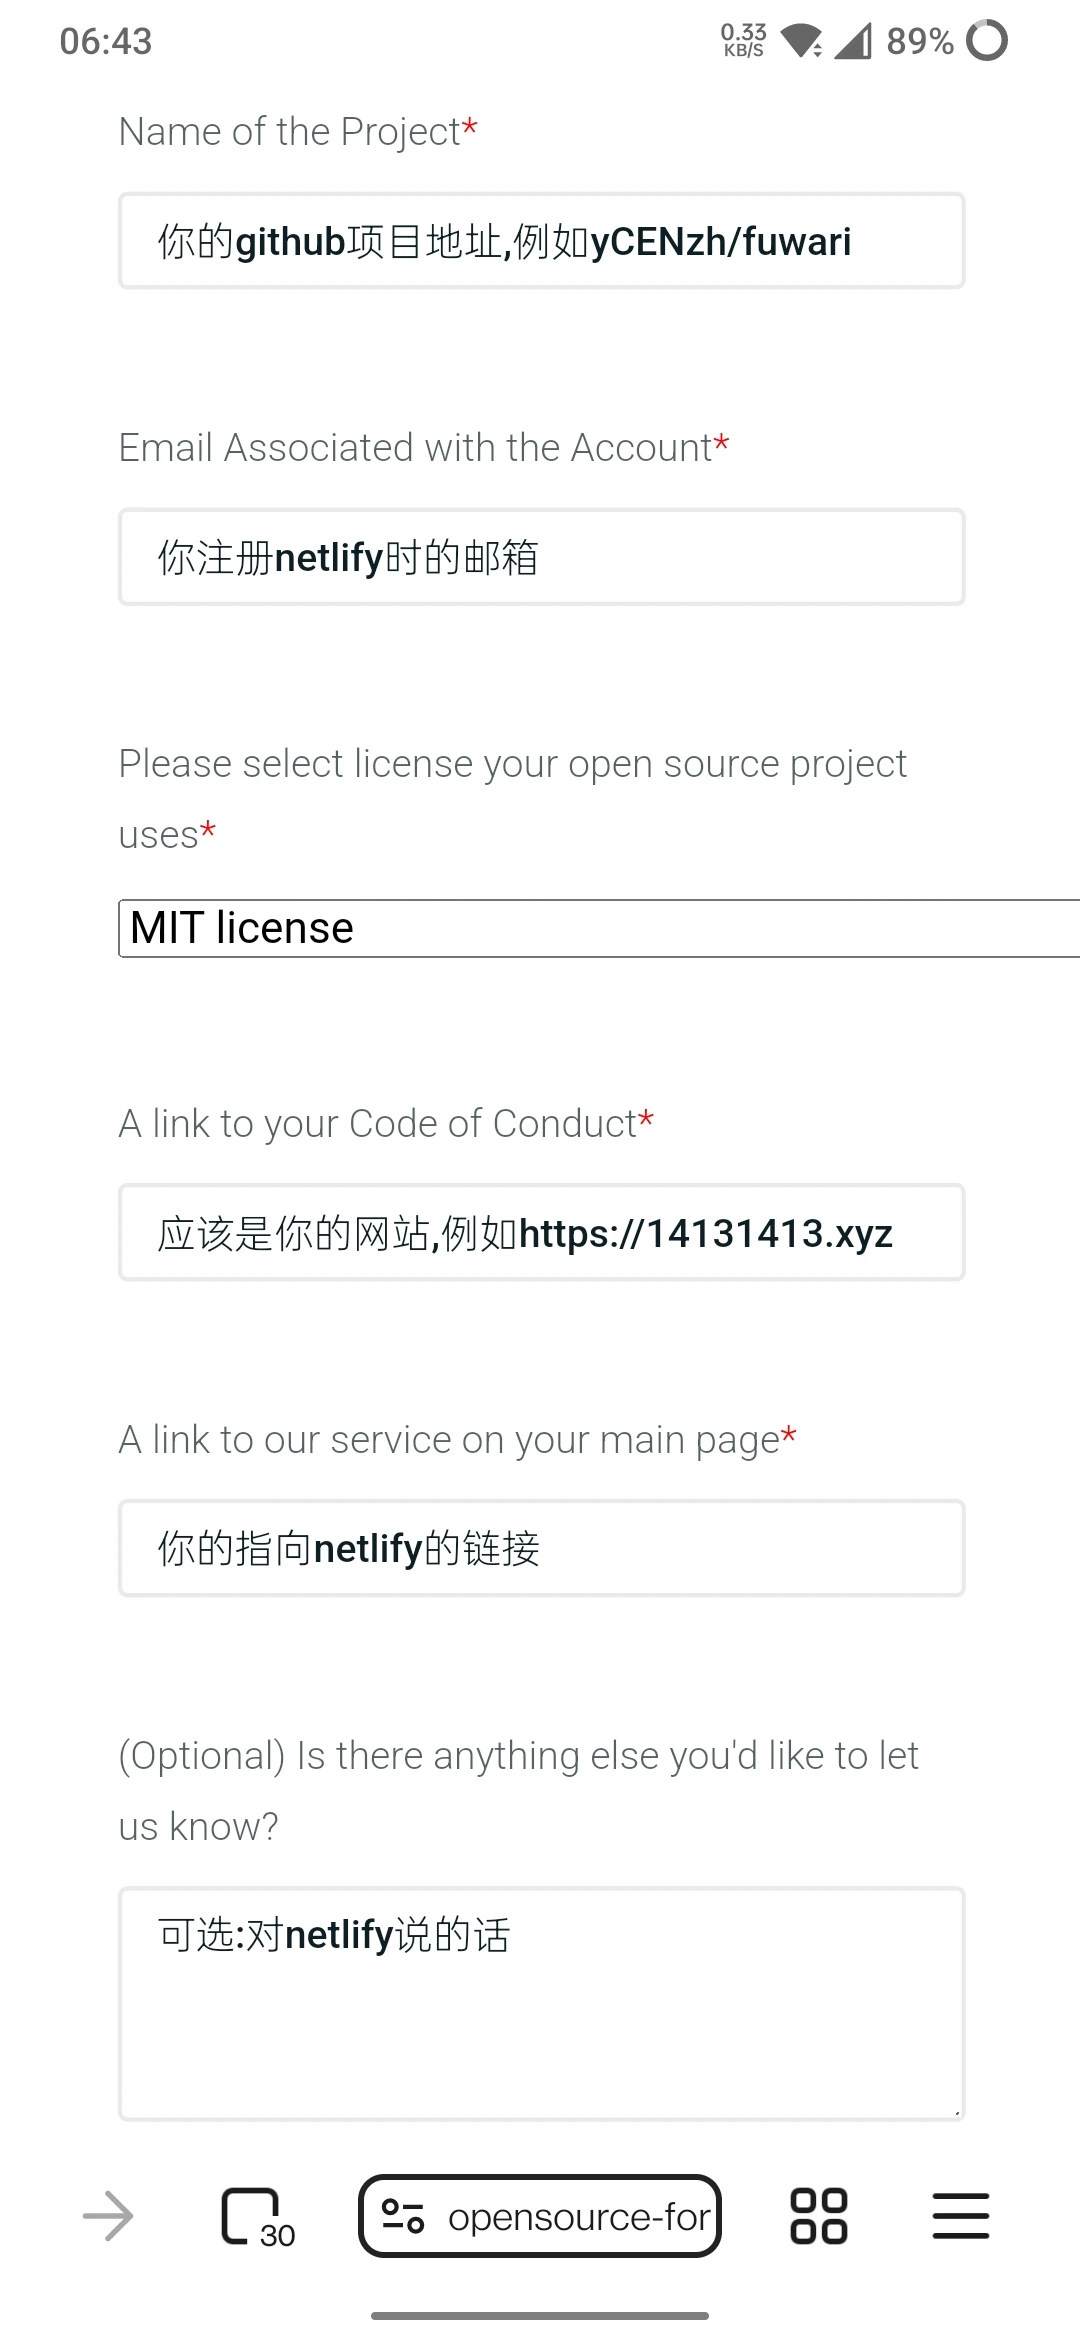 06:43
0.33
KB/S
89%
Name of the Project*
你的github项目地址,例如yCENzh/fuwari
Email Associated with the Account*
你注册netlify时的邮箱
Please select license your open source project
uses*
MIT license
A link to your Code of Conduct*
应该是你的网站,例如https://14131413.xyz
A link to our service on your main page*
你的指向netlify的链接
(Optional) Is there anything else you'd like to let
us know?
可选:对netlify说的话
30
opensource-for